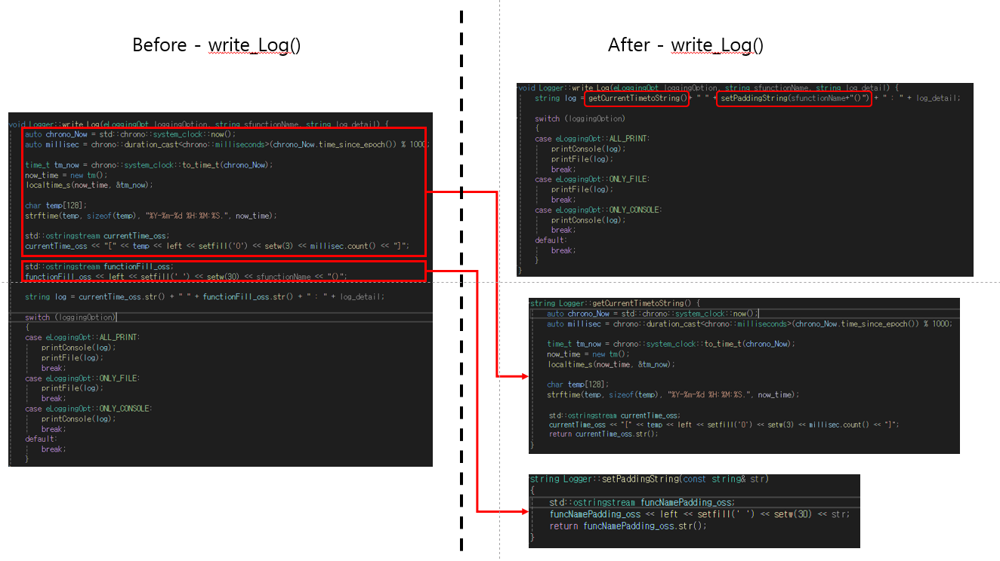 Before - write_Log()
void Logger::write_Log(eLoggingOpt loggingOption, string sfunctionName, string log_detail) {
auto chrono_Now = std::chrono::system_clock::now();
auto millisec = chrono::duration_cast<chrono::milliseconds>(chrono_Now.time_since_epoch()) % 1000;
time_t tm_now = chrono::system_clock::to_time_t(chrono_Now);
now_time = new tm();
localtime_s(now_time, &tm_now);
char temp[128];
strftime(temp, sizeof(temp), "%Y-%m-%d %H:%M:%S.", now_time);
std::ostringstream currentTime_oss;
currentTime_oss << "[" << temp << left << setfill('0') << setw(3) << millisec.count() << "]";
std::ostringstream functionFill_oss;
functionFill_oss << left << setfill(' ') << setw(30) << sfunctionName << "()";
string log = currentTime_oss.str() + " " + functionFill_oss.str() + " : " + log_detail;
switch (loggingOption)
{
case eLoggingOpt::ALL_PRINT:
printConsole(log);
printFile(log);
break;
case eLoggingOpt::ONLY_FILE:
printFile(log);
break;
case eLoggingOpt::ONLY_CONSOLE:
printConsole(log);
break;
default:
break;
}
After - write_Log()
void Logger::write_Log(eLoggingOpt loggingOption, string sfunctionName, string log_detail) {
string log = getCurrentTimetoString() + " " + setPaddingString(sfunctionName+"()") + " : " + log_detail;
switch (loggingOption)
{
case eLoggingOpt::ALL_PRINT:
printConsole(log);
printFile(log);
break;
case eLoggingOpt::ONLY_FILE:
printFile(log);
break;
case eLoggingOpt::ONLY_CONSOLE:
printConsole(log);
break;
default:
break;
}
}
string Logger::getCurrentTimetoString() {
auto chrono_Now = std::chrono::system_clock::now();
auto millisec = chrono::duration_cast<chrono::milliseconds>(chrono_Now.time_since_epoch()) % 1000;
time_t tm_now = chrono::system_clock::to_time_t(chrono_Now);
now_time = new tm();
localtime_s(now_time, &tm_now);
char temp[128];
strftime(temp, sizeof(temp), "%Y-%m-%d %H:%M:%S.", now_time);
std::ostringstream currentTime_oss;
currentTime_oss << "[" << temp << left << setfill('0') << setw(3) << millisec.count() << "]";
return currentTime_oss.str();
}
string Logger::setPaddingString(const string& str)
{
std::ostringstream funcNamePadding_oss;
funcNamePadding_oss << left << setfill(' ') << setw(30) << str;
return funcNamePadding_oss.str();
}